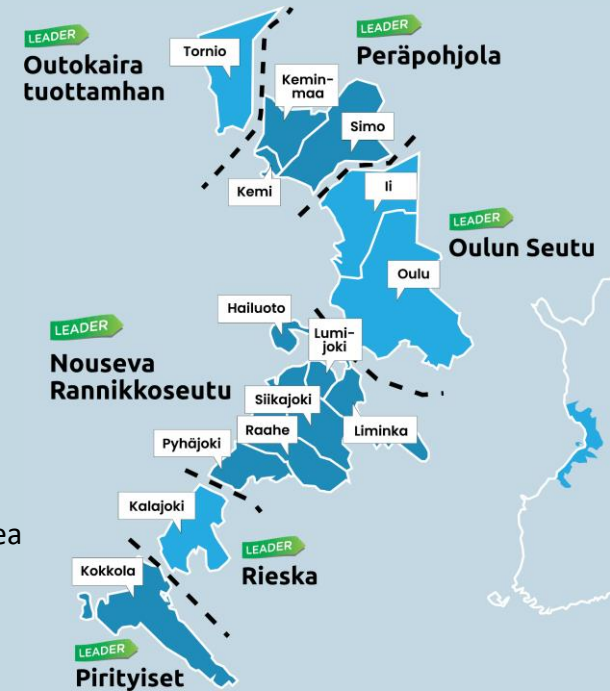 LEADER
Outokaira
tuottamhan
Tornio
LEADER
Peräpohjola
Kemin-
maa
Simo
Kemi
Ii
LEADER
Oulun Seutu
Oulu
Hailuoto
Lumi-
joki
LEADER
Nouseva
Rannikkoseutu
Siikajoki
Raahe
Liminka
Pyhäjoki
Kalajoki
ea
LEADER
Rieska
Kokkola
LEADER
Pirityiset